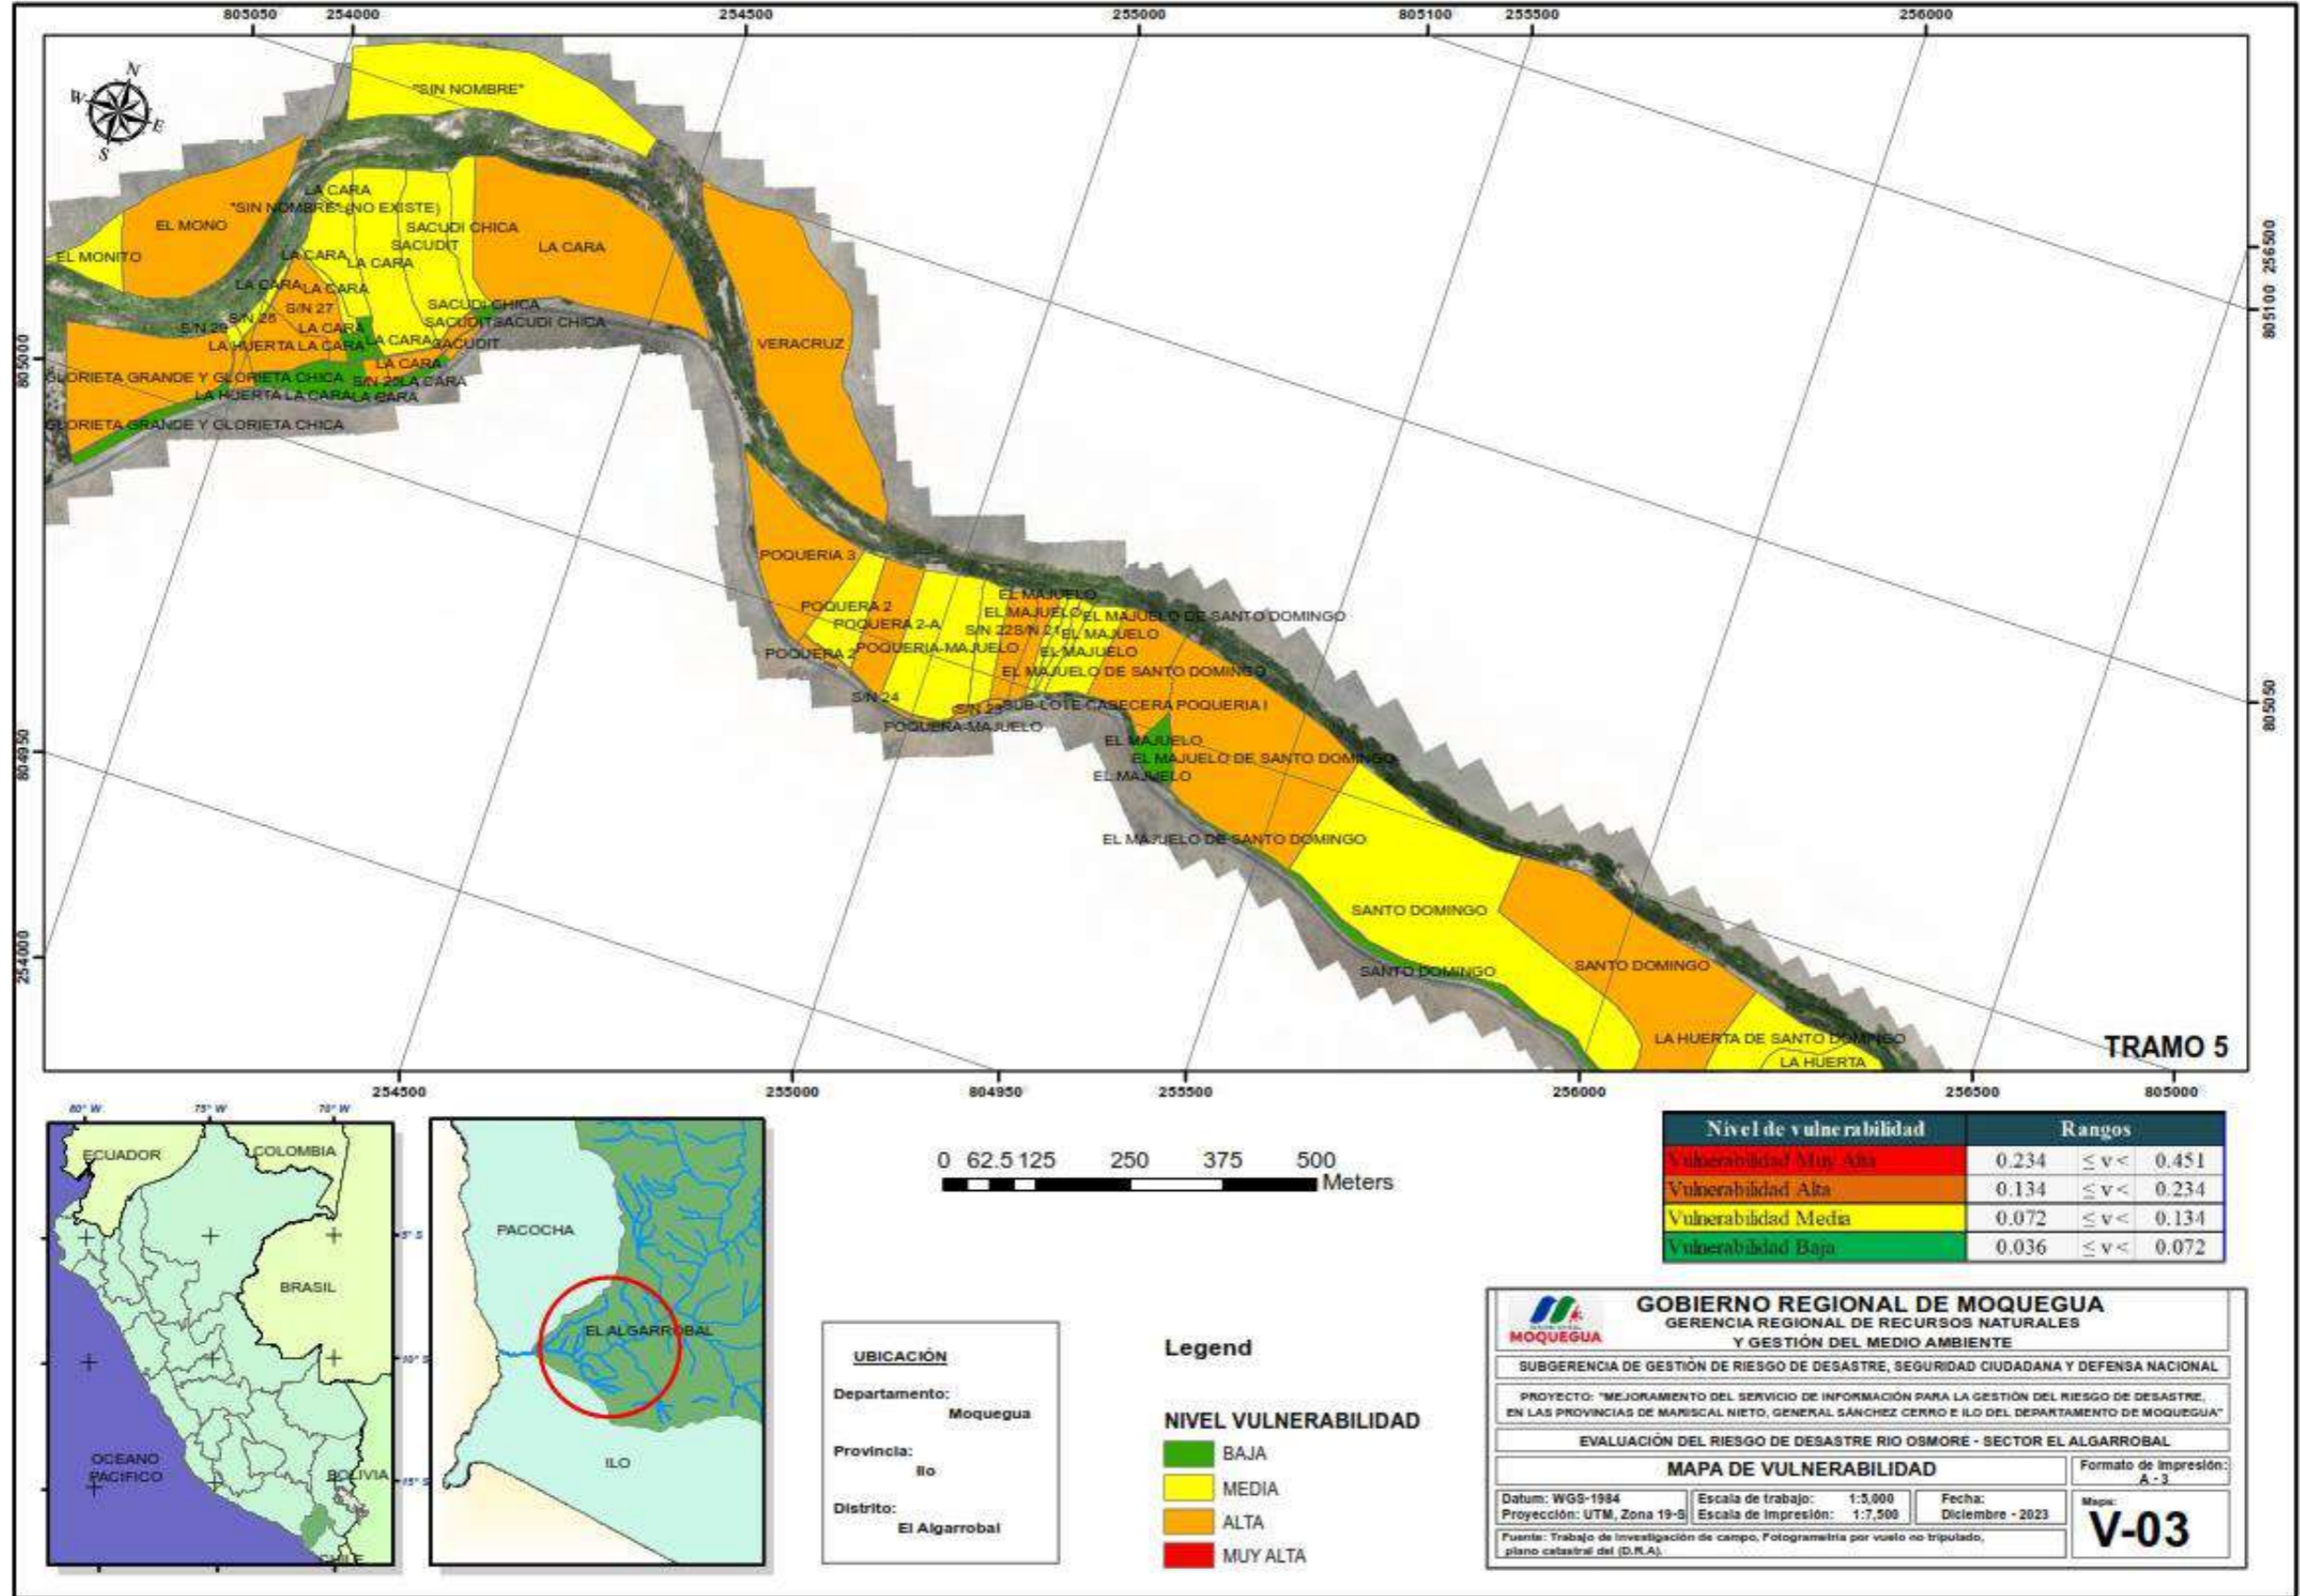 805050 254000 254500 255000 805100 255500 256000
N
W
E
S
"SIN NOMBRE"
LA CARA
"SIN NOMBRE" (NO EXISTE)
EL MONO
SACUDI CHICA
SACUDIT
LA CARA
EL MONITO
LA CARA
LA CARA
LA CARA
LA CARA
S/N 27
SACUDI CHICA
S/N 29
LA CARA
SACUDIT
SACUDI CHICA
LA HUERTA
LA CARA
LA CARA
SACUDIT
VERACRUZ
LA CARA
GLORIETA GRANDE Y GLORIETA CHICA
S/N 25
LA CARA
LA HUERTA
LA CARA
LA CARA
GLORIETA GRANDE Y GLORIETA CHICA
POQUERIA 3
POQUERA 2
POQUERA 2-A
EL MAJUELO
EL MAJUELO
EL MAJUELO DE SANTO DOMINGO
S/N 22
S/N 21
EL MAJUELO
POQUERA 2
POQUERIA-MAJUELO
EL MAJUELO
EL MAJUELO DE SANTO DOMINGO
S/N 24
S/N 23
SUB-LOTE CASECERA POQUERIA I
POQUERA-MAJUELO
EL MAJUELO
EL MAJUELO DE SANTO DOMINGO
EL MAJUELO
EL MAJUELO DE SANTO DOMINGO
SANTO DOMINGO
SANTO DOMINGO
SANTO DOMINGO
LA HUERTA DE SANTO DOMINGO
LA HUERTA
TRAMO 5
805000
804950
254000
256500
805100
805050
254500 255000 804950 255500 256000 256500 805000
80° W 75° W 70° W
ECUADOR
COLOMBIA
BRASIL
OCEANO
PACIFICO
BOLIVIA
CHILE
5° S
10° S
15° S
PACOCHA
EL ALGARROBAL
ILO
0 62.5 125 250 375 500
Meters
UBICACIÓN
Departamento:
Moquegua
Provincia:
Ilo
Distrito:
El Algarrobal
Legend
NIVEL VULNERABILIDAD
BAJA
MEDIA
ALTA
MUY ALTA
Nivel de vulnerabilidad Rangos
Vulnerabilidad Muy Alta 0.234 ≤ v < 0.451
Vulnerabilidad Alta 0.134 ≤ v < 0.234
Vulnerabilidad Media 0.072 ≤ v < 0.134
Vulnerabilidad Baja 0.036 ≤ v < 0.072
MOQUEGUA
GOBIERNO REGIONAL DE MOQUEGUA
GERENCIA REGIONAL DE RECURSOS NATURALES
Y GESTIÓN DEL MEDIO AMBIENTE
SUBGERENCIA DE GESTIÓN DE RIESGO DE DESASTRE, SEGURIDAD CIUDADANA Y DEFENSA NACIONAL
PROYECTO: "MEJORAMIENTO DEL SERVICIO DE INFORMACIÓN PARA LA GESTIÓN DEL RIESGO DE DESASTRE,
EN LAS PROVINCIAS DE MARISCAL NIETO, GENERAL SÁNCHEZ CERRO E ILO DEL DEPARTAMENTO DE MOQUEGUA"
EVALUACIÓN DEL RIESGO DE DESASTRE RIO OSMORE - SECTOR EL ALGARROBAL
MAPA DE VULNERABILIDAD
Formato de Impresión:
A - 3
Datum: WGS-1984
Proyección: UTM, Zona 19-S
Escala de trabajo: 1:5,000
Escala de Impresión: 1:7,500
Fecha:
Diciembre - 2023
Mapa:
V-03
Fuente: Trabajo de Investigación de campo, Fotogrametria por vuelo no tripulado,
plano catastral del (D.R.A).